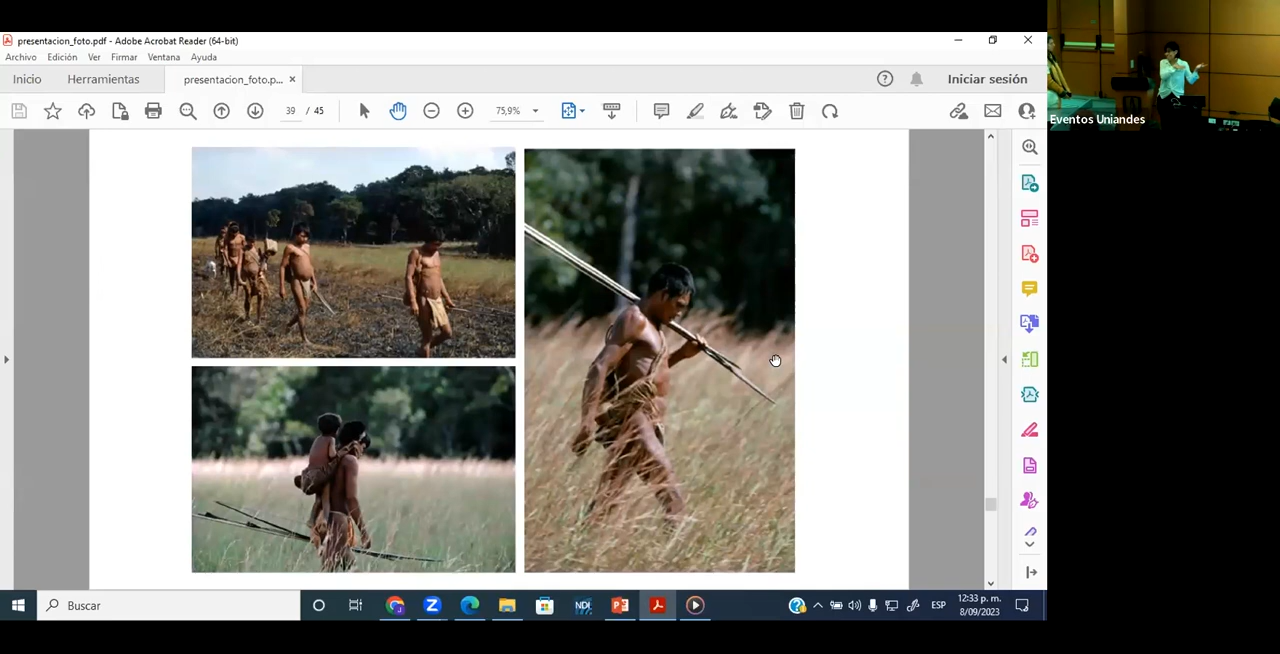 presentacion_foto.pdf - Adobe Acrobat Reader (64-bit)
Archivo Edición Ver Firmar Ventana Ayuda
Inicio Herramientas presentacion_foto.p... × Iniciar sesión
39 / 45 75,9%
Eventos Uniandes
Buscar
NDI
ESP
12:33 p. m.
8/09/2023